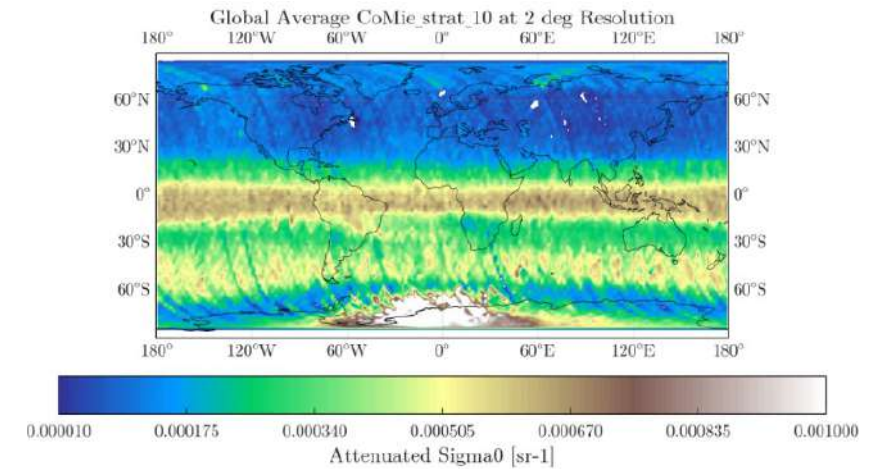 Global Average CoMie_strat_10 at 2 deg Resolution
180° 120°W 60°W 0° 60°E 120°E 180°
60°N 60°N
30°N 30°N
0° 0°
30°S 30°S
60°S 60°S
180° 120°W 60°W 0° 60°E 120°E 180°
0.000010 0.000175 0.000340 0.000505 0.000670 0.000835 0.001000
Attenuated Sigma0 [sr-1]